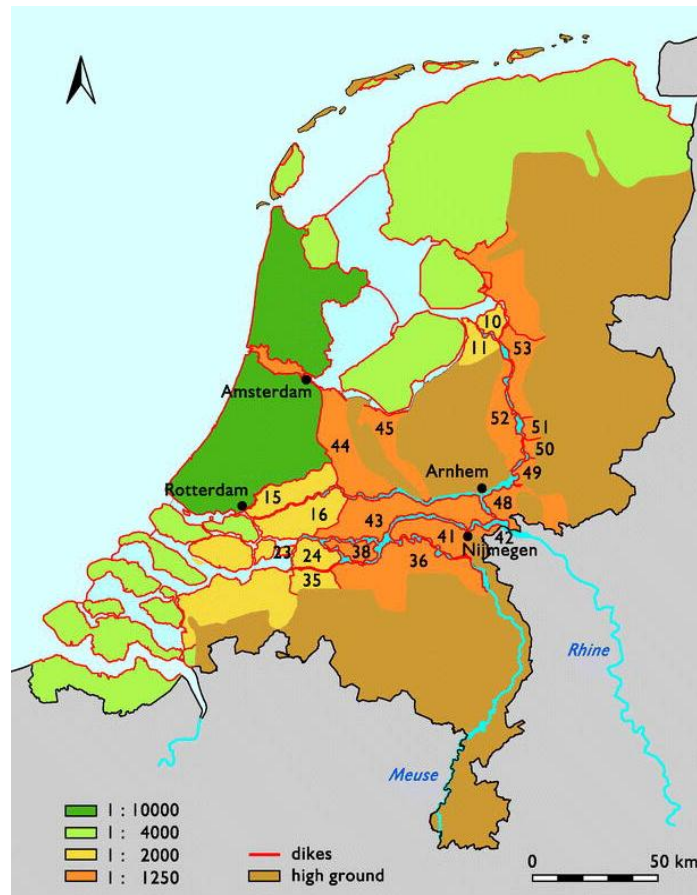 10
11
53
Amsterdam
52
45
44
51
50
Arnhem
49
15
Rotterdam
48
16
43
41
42
Nijmegen
23
24
38
36
35
Rhine
Meuse
1 : 10000
1 : 4000
1 : 2000
1 : 1250
dikes
high ground
0 50 km